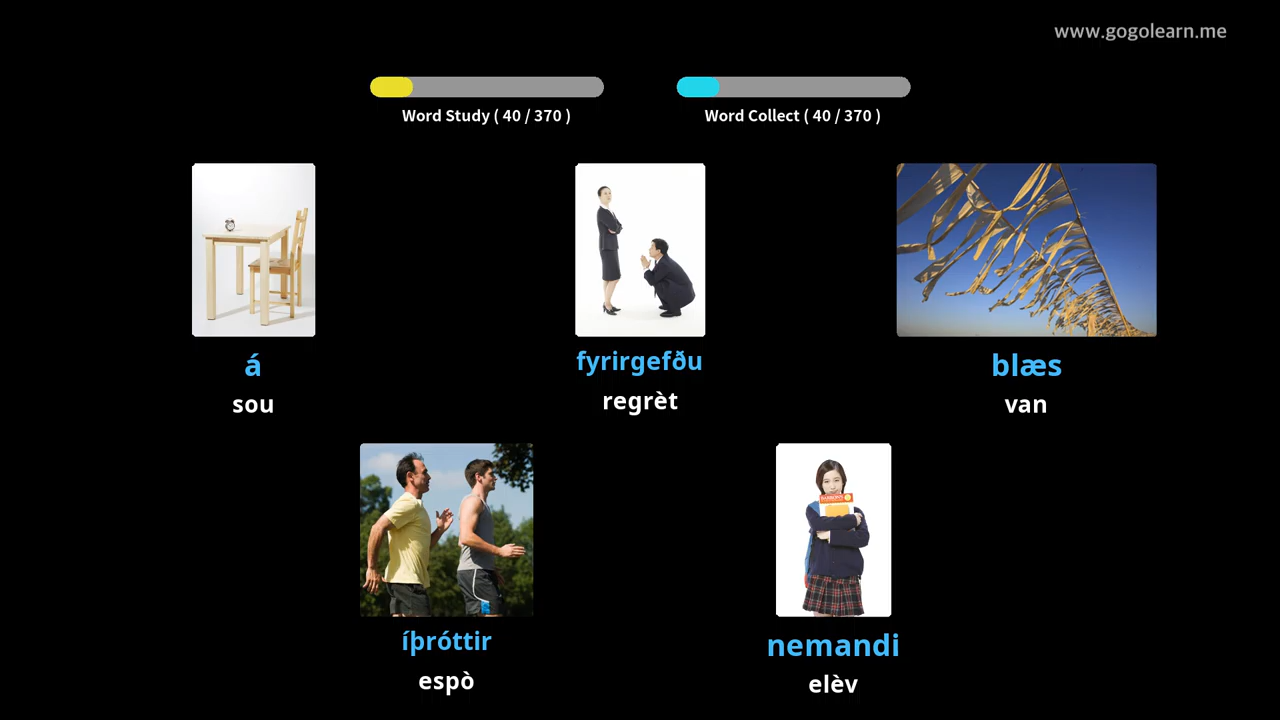 www.gogolearn.me
Word Study ( 40 / 370 )
Word Collect ( 40 / 370 )
á
sou
fyrirgefðu
regrèt
blæs
van
íþróttir
espò
nemandi
elèv